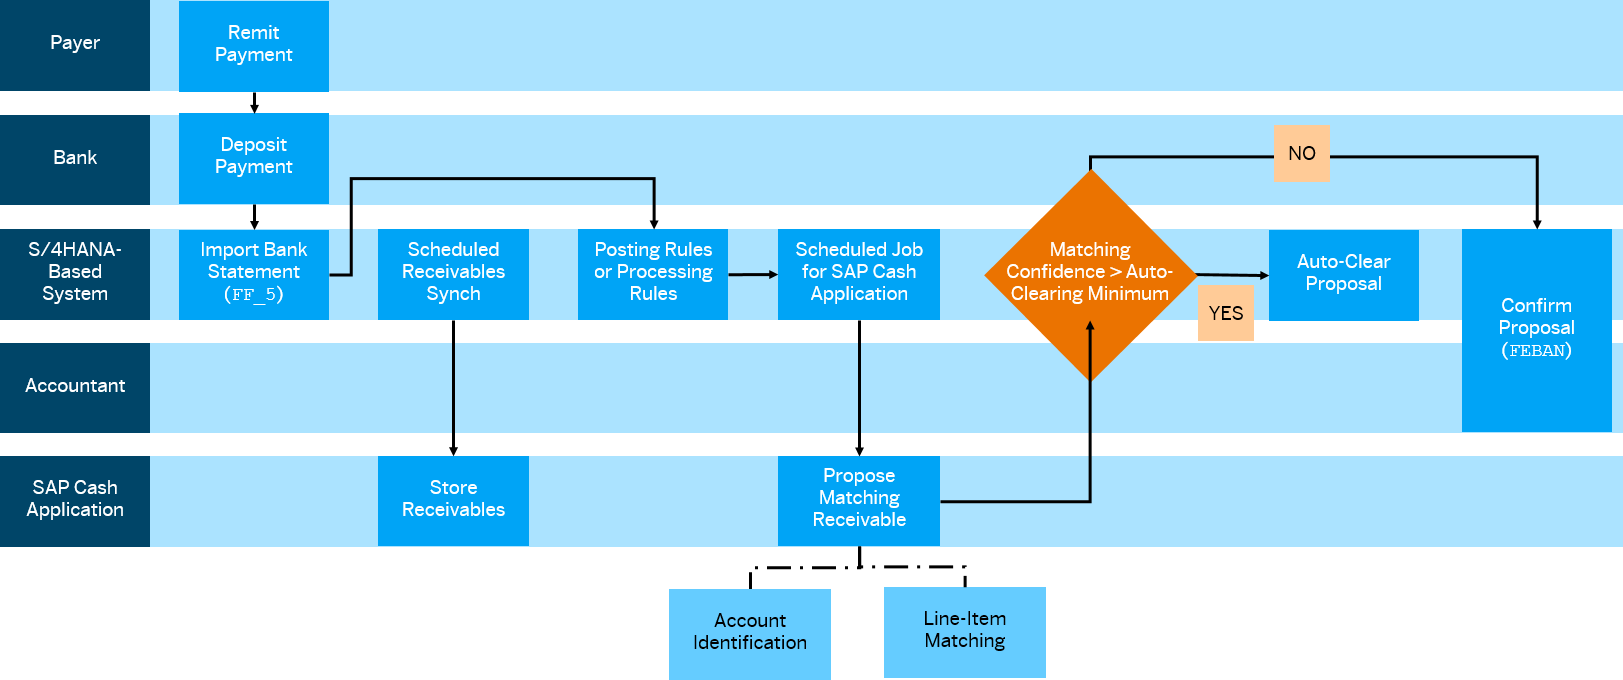 Payer
Remit
Payment
Bank
Deposit
Payment
NO
S/4HANA-
Based
System
Import Bank
Statement
(FF_5)
Scheduled
Receivables
Synch
Posting Rules
or Processing
Rules
Scheduled Job
for SAP Cash
Application
Matching
Confidence > Auto-
Clearing Minimum
YES
Auto-Clear
Proposal
Confirm
Proposal
(FEBAN)
Accountant
SAP Cash
Application
Store
Receivables
Propose
Matching
Receivable
Account
Identification
Line-Item
Matching